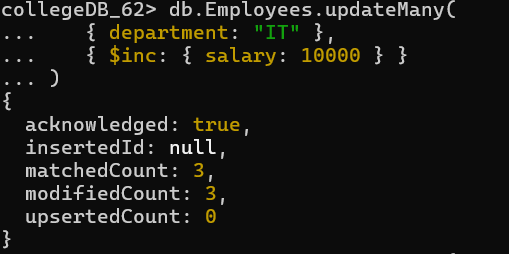 collegeDB_62> db.Employees.updateMany(
...     { department: "IT" },
...     { $inc: { salary: 10000 } }
... )
{
  acknowledged: true,
  insertedId: null,
  matchedCount: 3,
  modifiedCount: 3,
  upsertedCount: 0
}